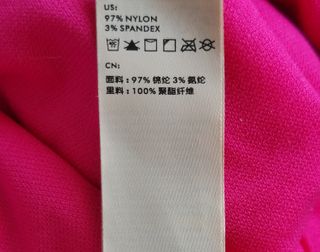 US:
97% NYLON
3% SPANDEX
CN:
面料: 97% 锦纶 3% 氨纶
里料: 100% 聚酯纤维